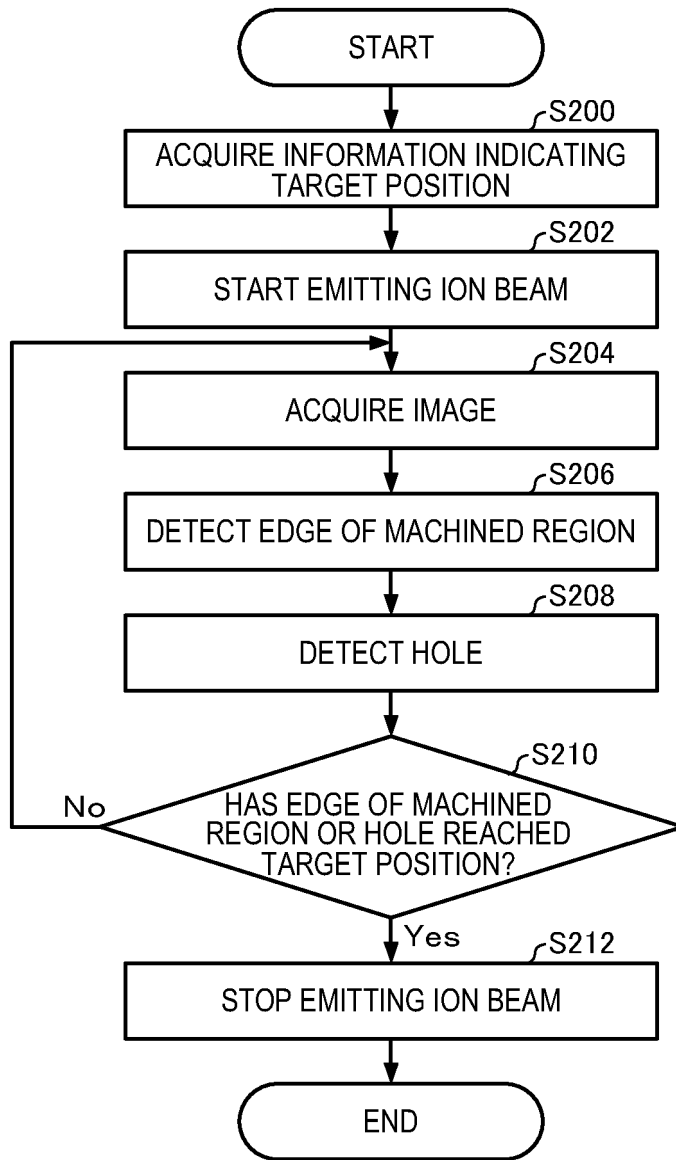 START
S200
ACQUIRE INFORMATION INDICATING
TARGET POSITION
S202
START EMITTING ION BEAM
S204
ACQUIRE IMAGE
S206
DETECT EDGE OF MACHINED REGION
S208
DETECT HOLE
S210
No
HAS EDGE OF MACHINED
REGION OR HOLE REACHED
TARGET POSITION?
Yes
S212
STOP EMITTING ION BEAM
END